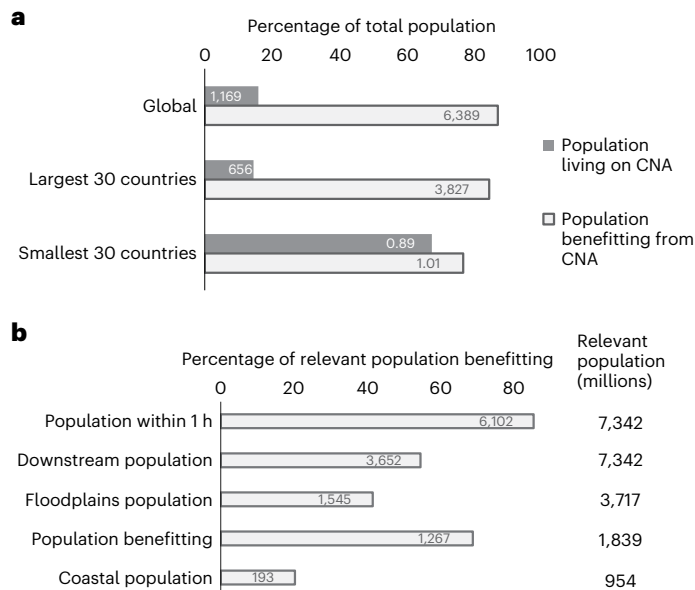 a
Percentage of total population
0 20 40 60 80 100
Global
1,169
6,389
Largest 30 countries
656
3,827
Smallest 30 countries
0.89
1.01
Population
living on CNA
Population
benefitting from
CNA
b
Percentage of relevant population benefitting
Relevant
population
(millions)
0 20 40 60 80
Population within 1 h 6,102 7,342
Downstream population 3,652 7,342
Floodplains population 1,545 3,717
Population benefitting 1,267 1,839
Coastal population 193 954